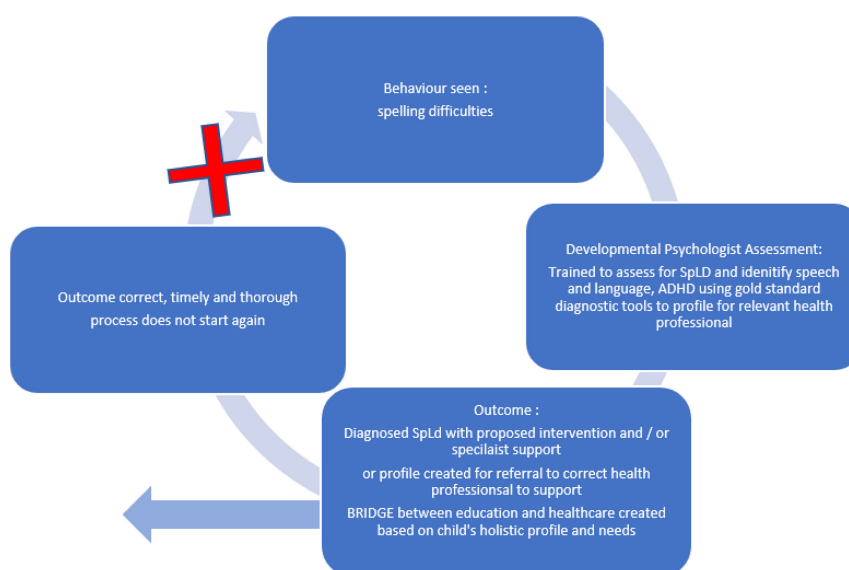 Behaviour seen :
spelling difficulties
Developmental Psychologist Assessment:
Trained to assess for SpLD and idenitify speech
and language, ADHD using gold standard
diagnostic tools to profile for relevant health
professional
Outcome :
Diagnosed SpLd with proposed intervention and / or
specilaist support
or profile created for referral to correct health
professionsal to support
BRIDGE between education and healthcare created
based on child's holistic profile and needs
Outcome correct, timely and thorough
process does not start again